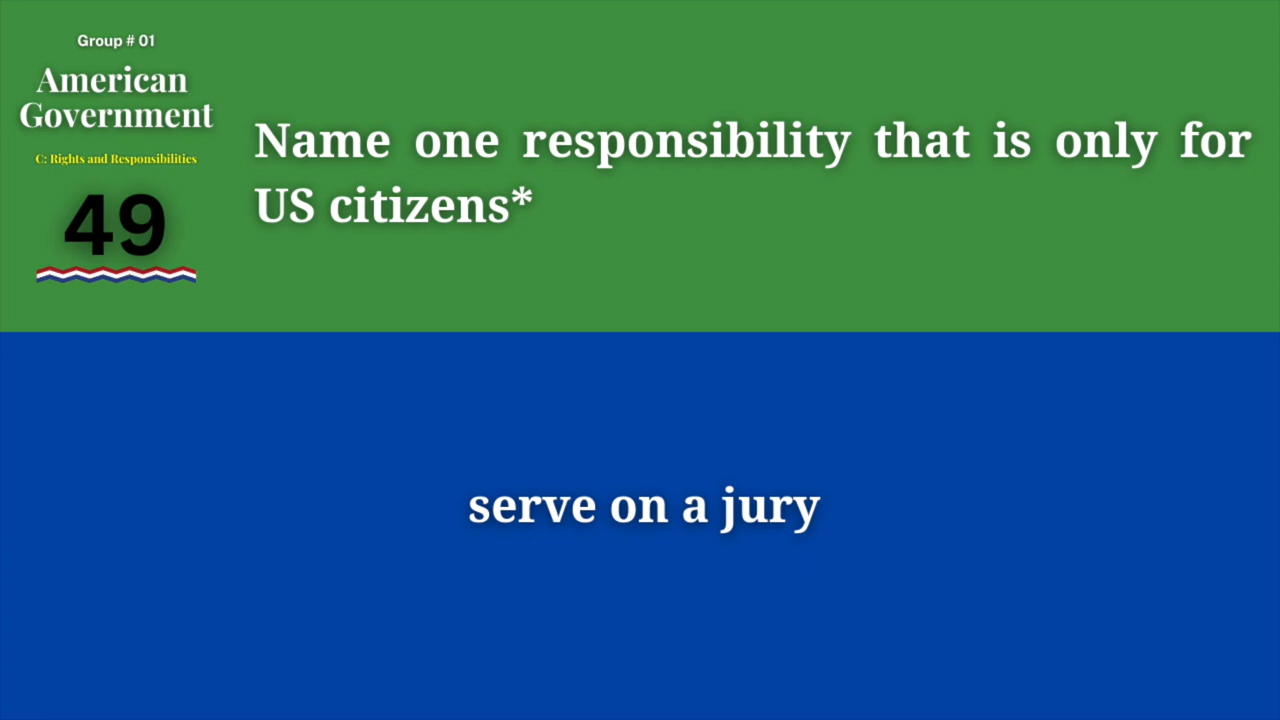 Group # 01
American
Government
C: Rights and Responsibilities
49
Name one responsibility that is only for
US citizens*
serve on a jury